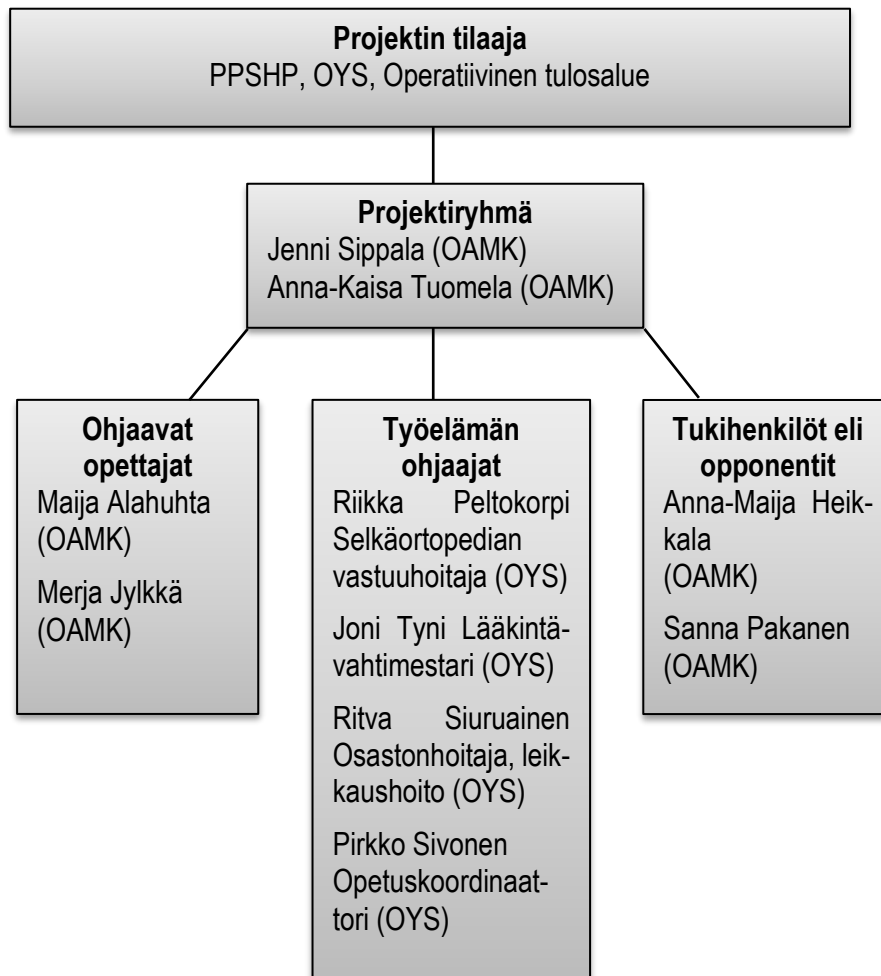 Projektin tilaaja
PPSHP, OYS, Operatiivinen tulosalue
Projektiryhmä
Jenni Sippala (OAMK)
Anna-Kaisa Tuomela (OAMK)
Ohjaavat
opettajat
Maija Alahuhta
(OAMK)
Merja Jylkkä
(OAMK)
Työelämän
ohjaajat
Riikka Peltokorpi
Selkäortopedian
vastuuhoitaja (OYS)
Joni Tyni Lääkintä-
vahtimestari (OYS)
Ritva Siuruainen
Osastonhoitaja, leik-
kaushoito (OYS)
Pirkko Sivonen
Opetuskoordinaat-
tori (OYS)
Tukihenkilöt eli
opponentit
Anna-Maija Heik-
kala
(OAMK)
Sanna Pakanen
(OAMK)